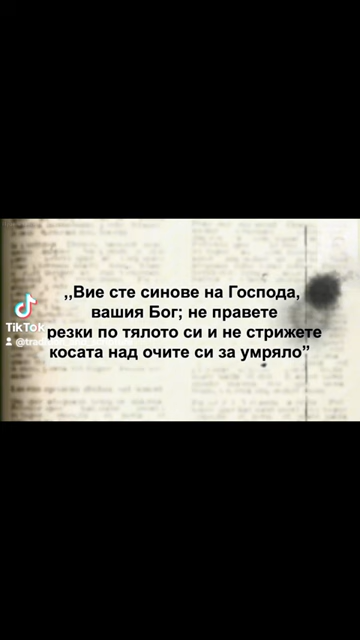 ,,Вие сте синове на Господа,
вашия Бог; не правете
резки по тялото си и не стрижете
косата над очите си за умряло”
TikTok